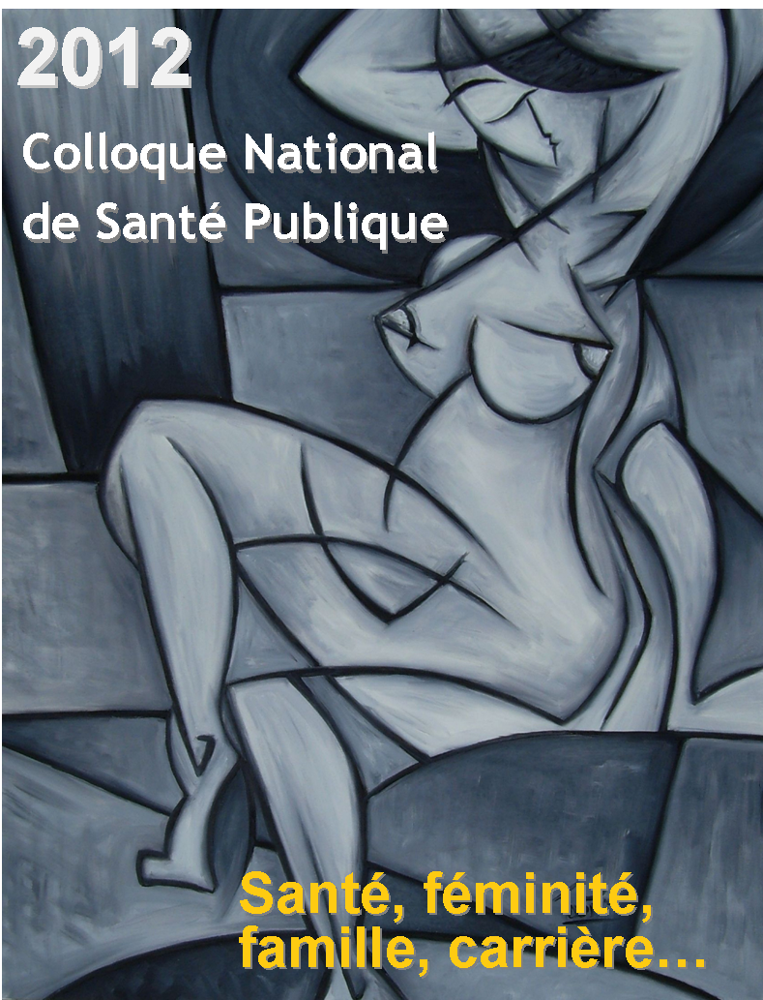 2012
Colloque National
de Santé Publique
Santé, féminité,
famille, carrière...